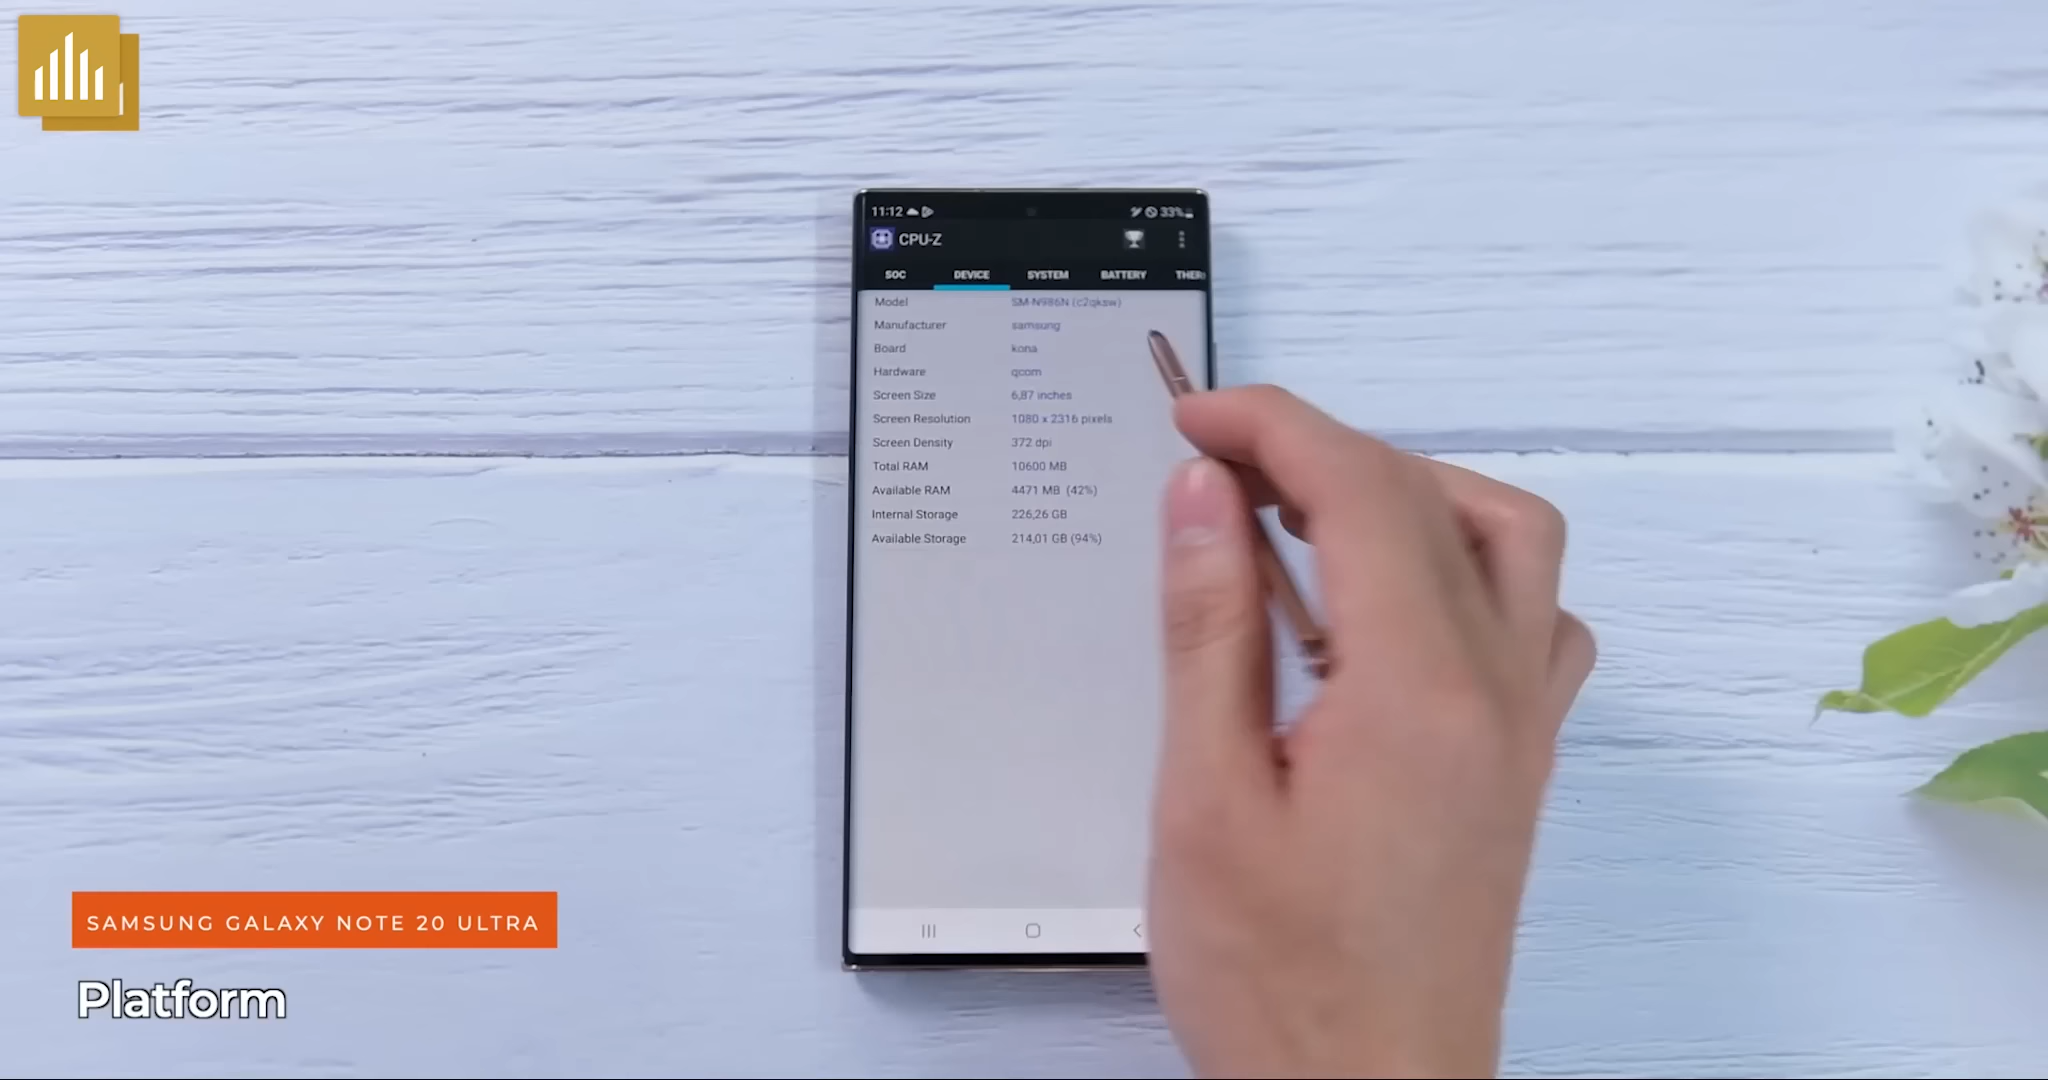 11:12
33%
CPU-Z
SOC DEVICE SYSTEM BATTERY THER
Model SM-N986N (c2qksw)
Manufacturer samsung
Board kona
Hardware qcom
Screen Size 6,87 inches
Screen Resolution 1080 x 2316 pixels
Screen Density 372 dpi
Total RAM 10600 MB
Available RAM 4471 MB (42%)
Internal Storage 226,26 GB
Available Storage 214,01 GB (94%)
SAMSUNG GALAXY NOTE 20 ULTRA
Platform